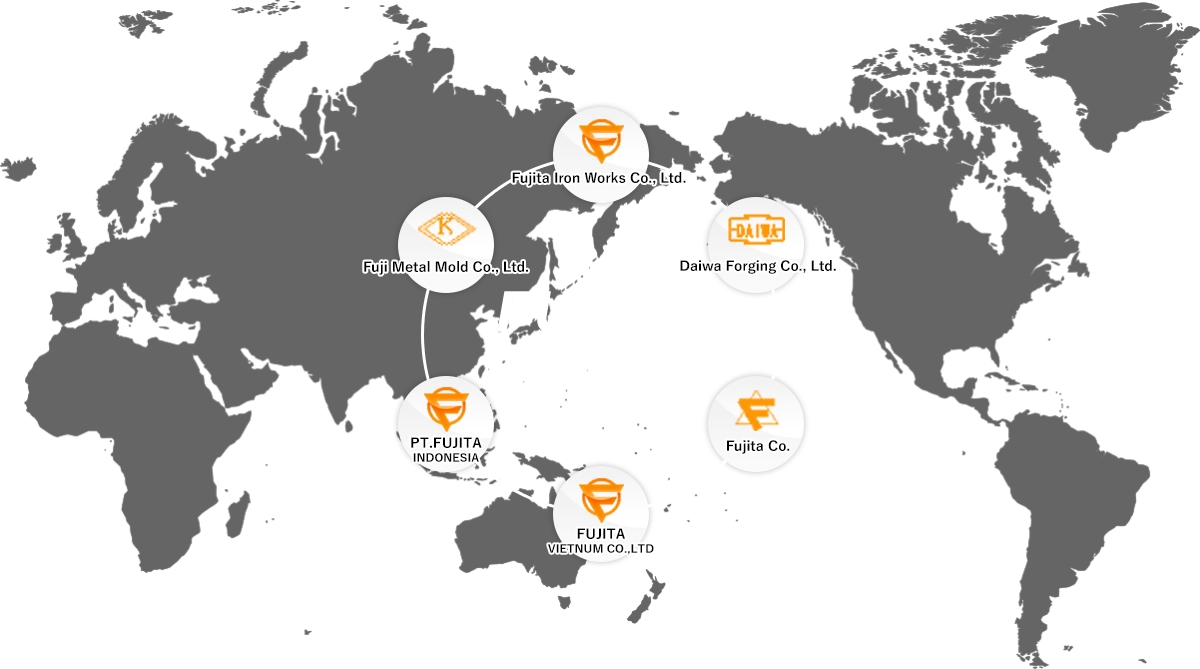 Fujita Iron Works Co., Ltd.
K
Fuji Metal Mold Co., Ltd.
DAIWA
Daiwa Forging Co., Ltd.
PT.FUJITA
INDONESIA
F
Fujita Co.
FUJITA
VIETNUM CO.,LTD